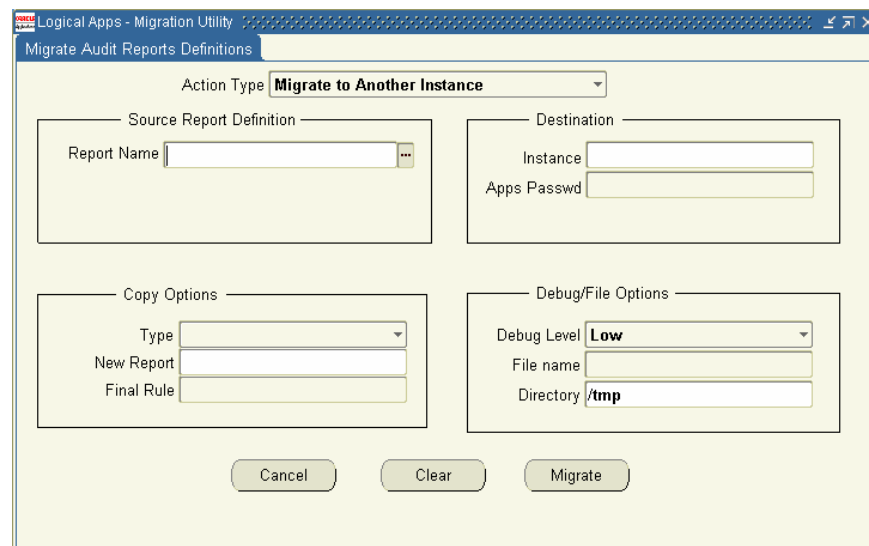 ORACLE
Logical Apps - Migration Utility
Migrate Audit Reports Definitions
Action Type Migrate to Another Instance
Source Report Definition
Report Name ...
Destination
Instance
Apps Passwd
Copy Options
Type
New Report
Final Rule
Debug/File Options
Debug Level Low
File name
Directory /tmp
Cancel Clear Migrate